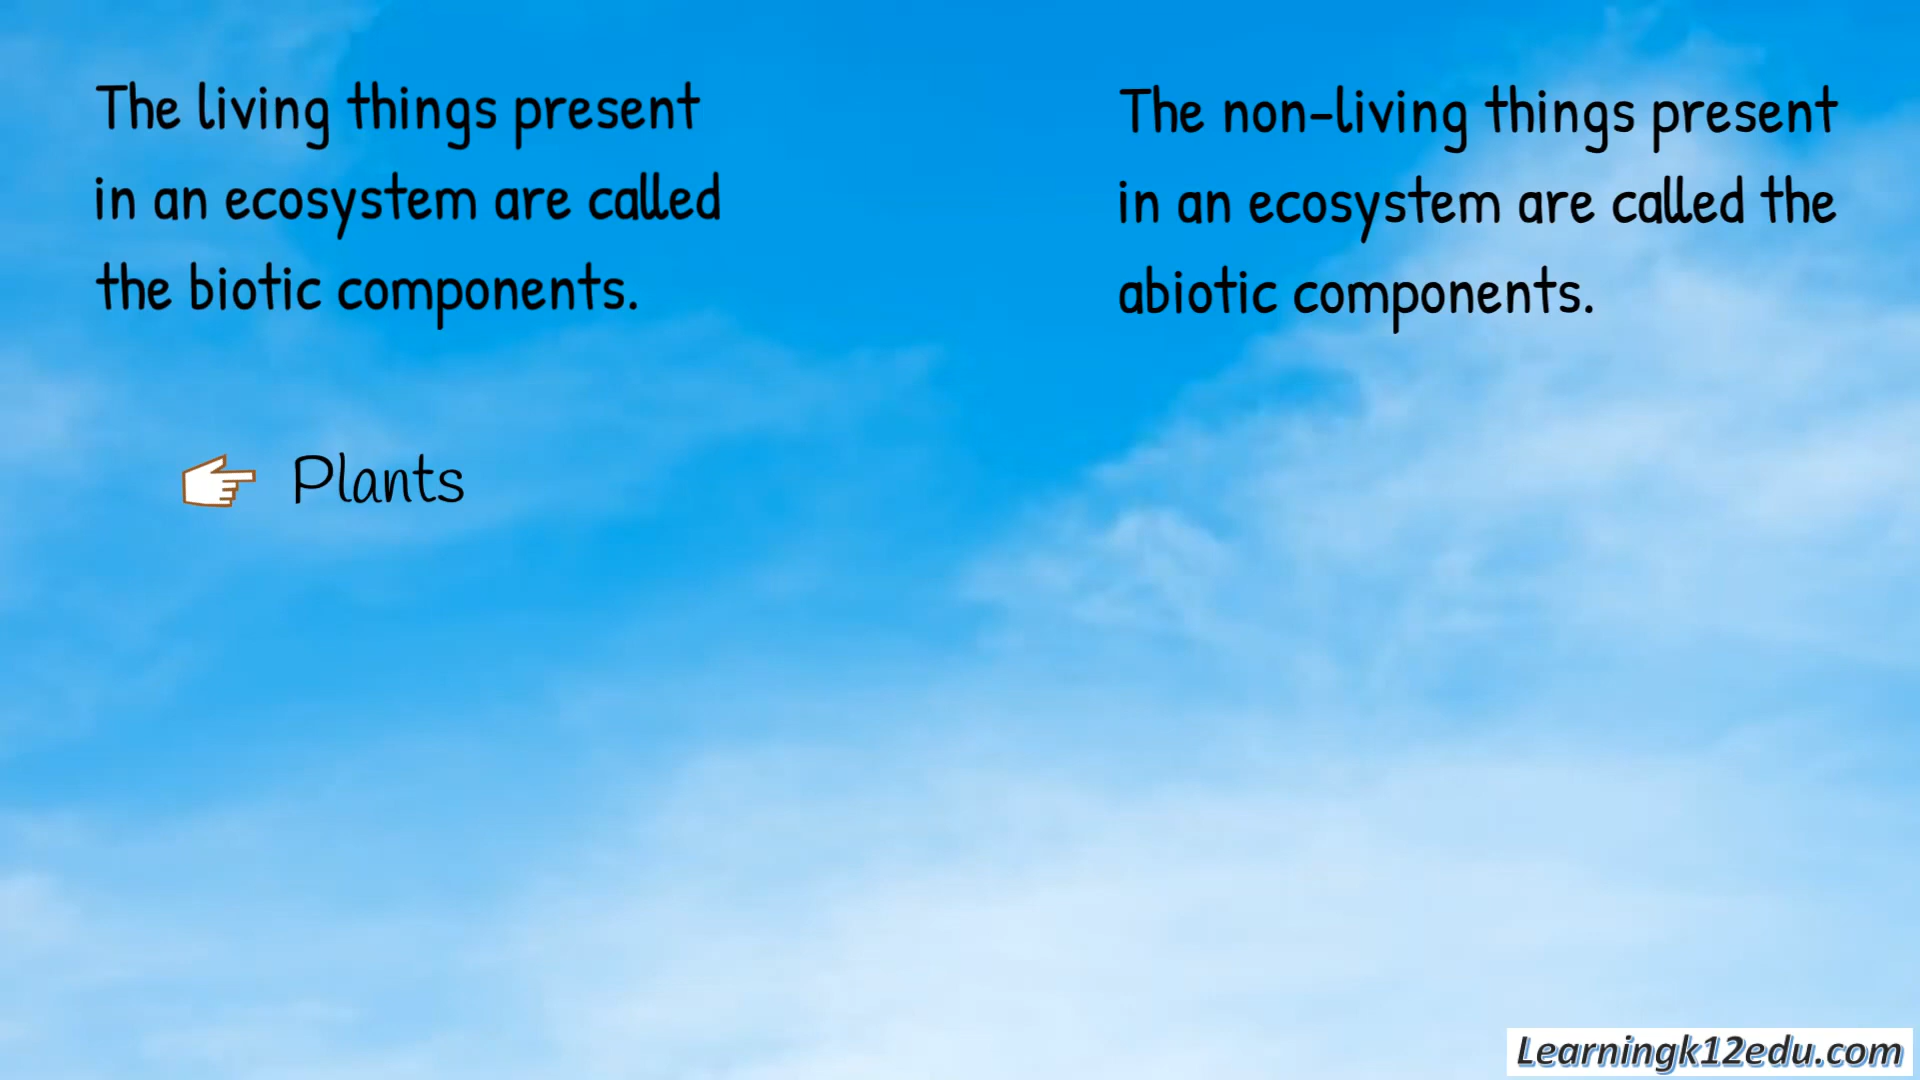 The living things present
in an ecosystem are called
the biotic components.
Plants
The non-living things present
in an ecosystem are called the
abiotic components.
Learningk12edu.com